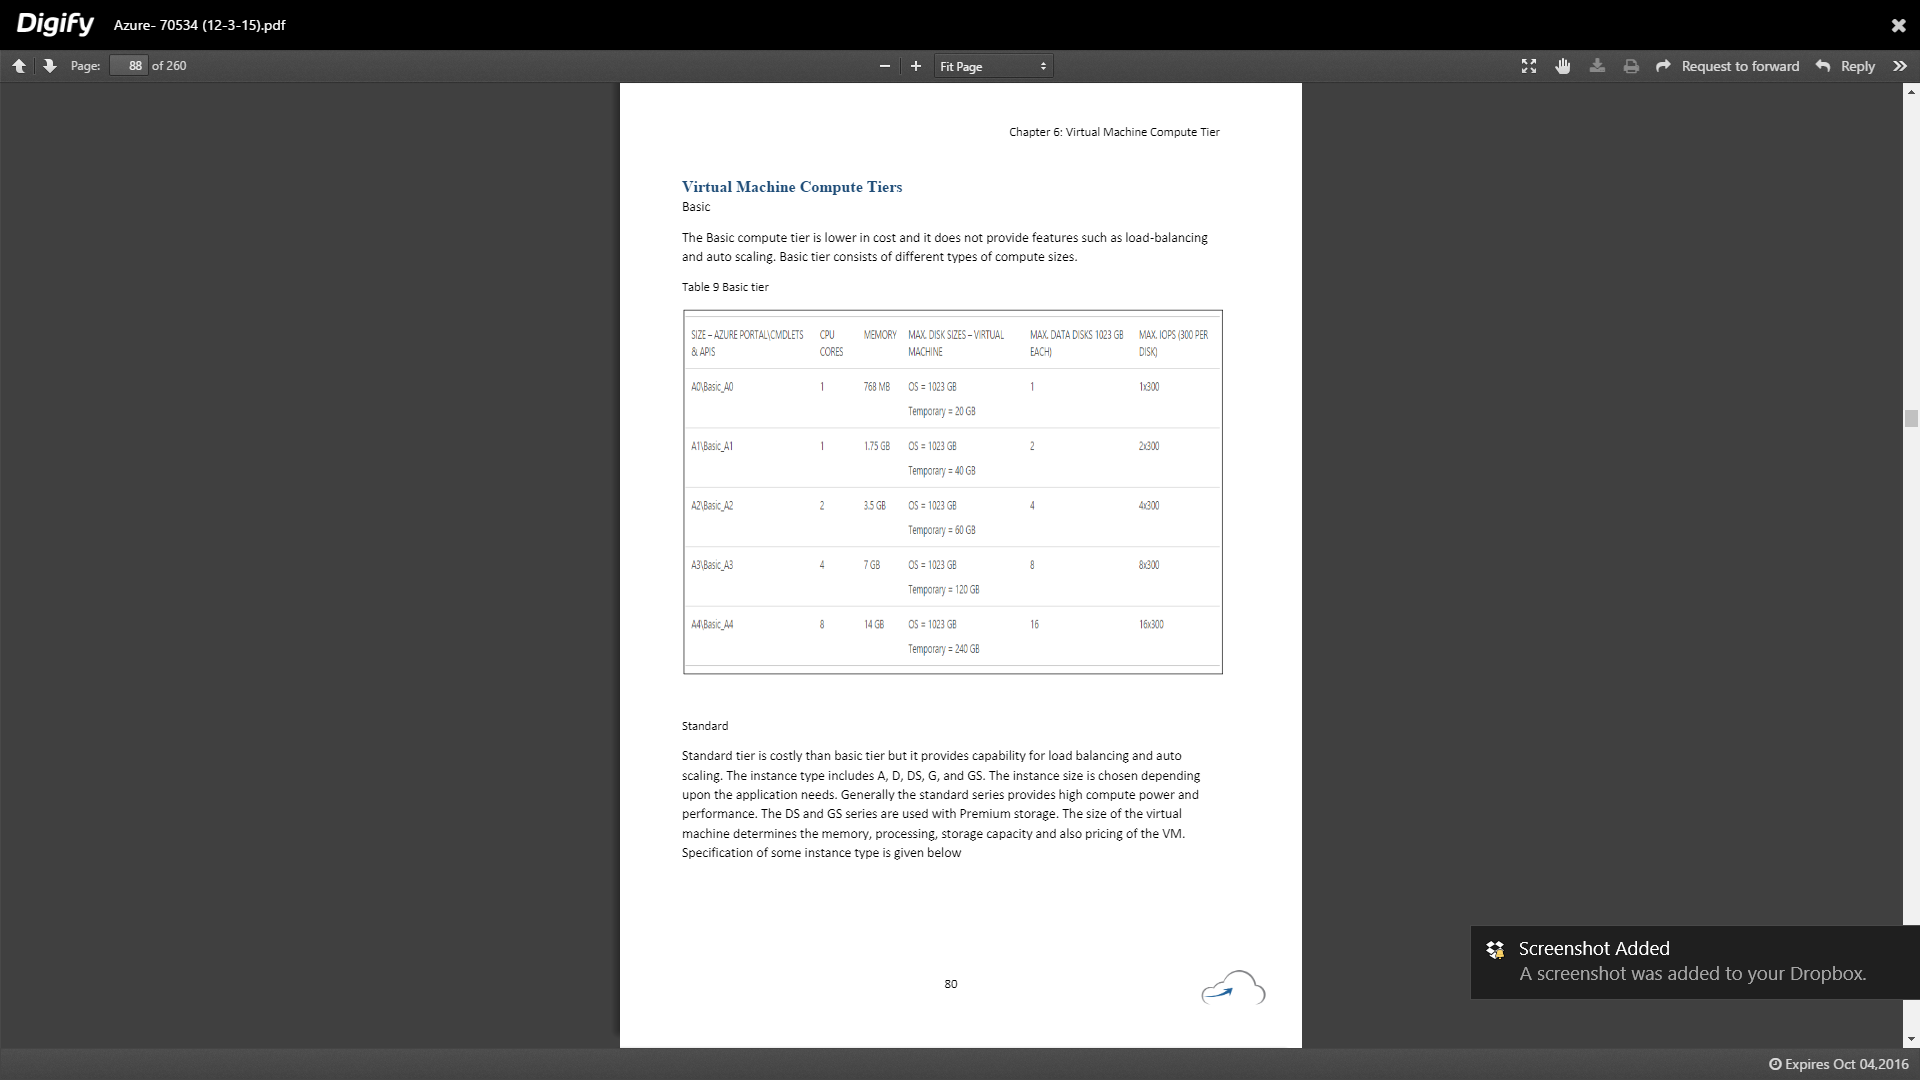 Digify
Azure- 70534 (12-3-15).pdf
Page: 88 of 260
Fit Page
Request to forward
Reply
Chapter 6: Virtual Machine Compute Tier
Virtual Machine Compute Tiers
Basic
The Basic compute tier is lower in cost and it does not provide features such as load-balancing
and auto scaling. Basic tier consists of different types of compute sizes.
Table 9 Basic tier
SIZE – AZURE PORTAL\CMDLETS CPU MEMORY MAX. DISK SIZES – VIRTUAL MAX. DATA DISKS 1023 GB MAX. IOPS (300 PER
& APIS CORES MACHINE EACH) DISK)
A0\Basic_A0 1 768 MB OS = 1023 GB 1 1x300
Temporary = 20 GB
A1\Basic_A1 1 1.75 GB OS = 1023 GB 2 2x300
Temporary = 40 GB
A2\Basic_A2 2 3.5 GB OS = 1023 GB 4 4x300
Temporary = 60 GB
A3\Basic_A3 4 7 GB OS = 1023 GB 8 8x300
Temporary = 120 GB
A4\Basic_A4 8 14 GB OS = 1023 GB 16 16x300
Temporary = 240 GB
Standard
Standard tier is costly than basic tier but it provides capability for load balancing and auto
scaling. The instance type includes A, D, DS, G, and GS. The instance size is chosen depending
upon the application needs. Generally the standard series provides high compute power and
performance. The DS and GS series are used with Premium storage. The size of the virtual
machine determines the memory, processing, storage capacity and also pricing of the VM.
Specification of some instance type is given below
80
Screenshot Added
A screenshot was added to your Dropbox.
Expires Oct 04,2016